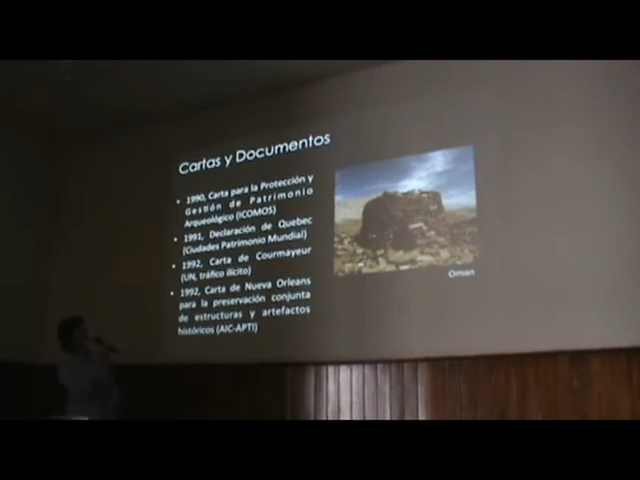 Cartas y Documentos
• 1990, Carta para la Protección y
Gestión de Patrimonio
Arqueológico (ICOMOS)
• 1991, Declaración de Quebec
(Ciudades Patrimonio Mundial)
• 1992, Carta de Courmayeur
(UN, tráfico ilícito)
• 1992, Carta de Nueva Orleans
para la preservación conjunta
de estructuras y artefactos
históricos (AIC-APTI)
Oman